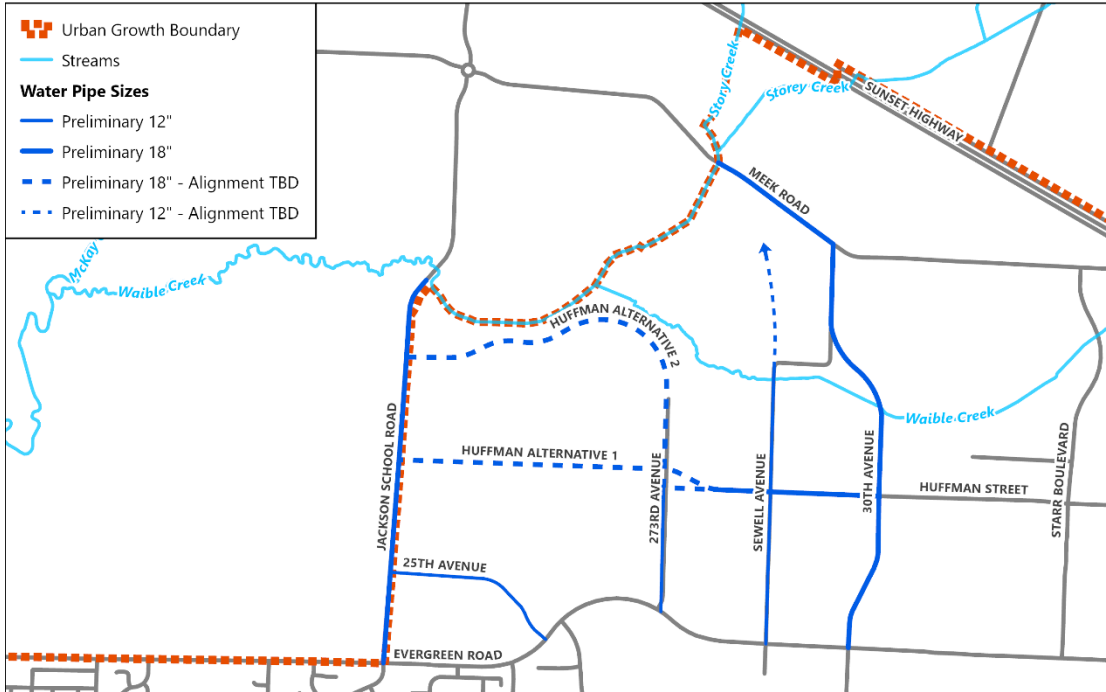 Urban Growth Boundary
Streams
Water Pipe Sizes
Preliminary 12"
Preliminary 18"
Preliminary 18" - Alignment TBD
Preliminary 12" - Alignment TBD
Story Creek
Storey Creek
SUNSET HIGHWAY
MEEK ROAD
McKay
Waible Creek
HUFFMAN ALTERNATIVE 2
Waible Creek
JACKSON SCHOOL ROAD
HUFFMAN ALTERNATIVE 1
273RD AVENUE
SEWELL AVENUE
30TH AVENUE
HUFFMAN STREET
STARR BOULEVARD
25TH AVENUE
EVERGREEN ROAD